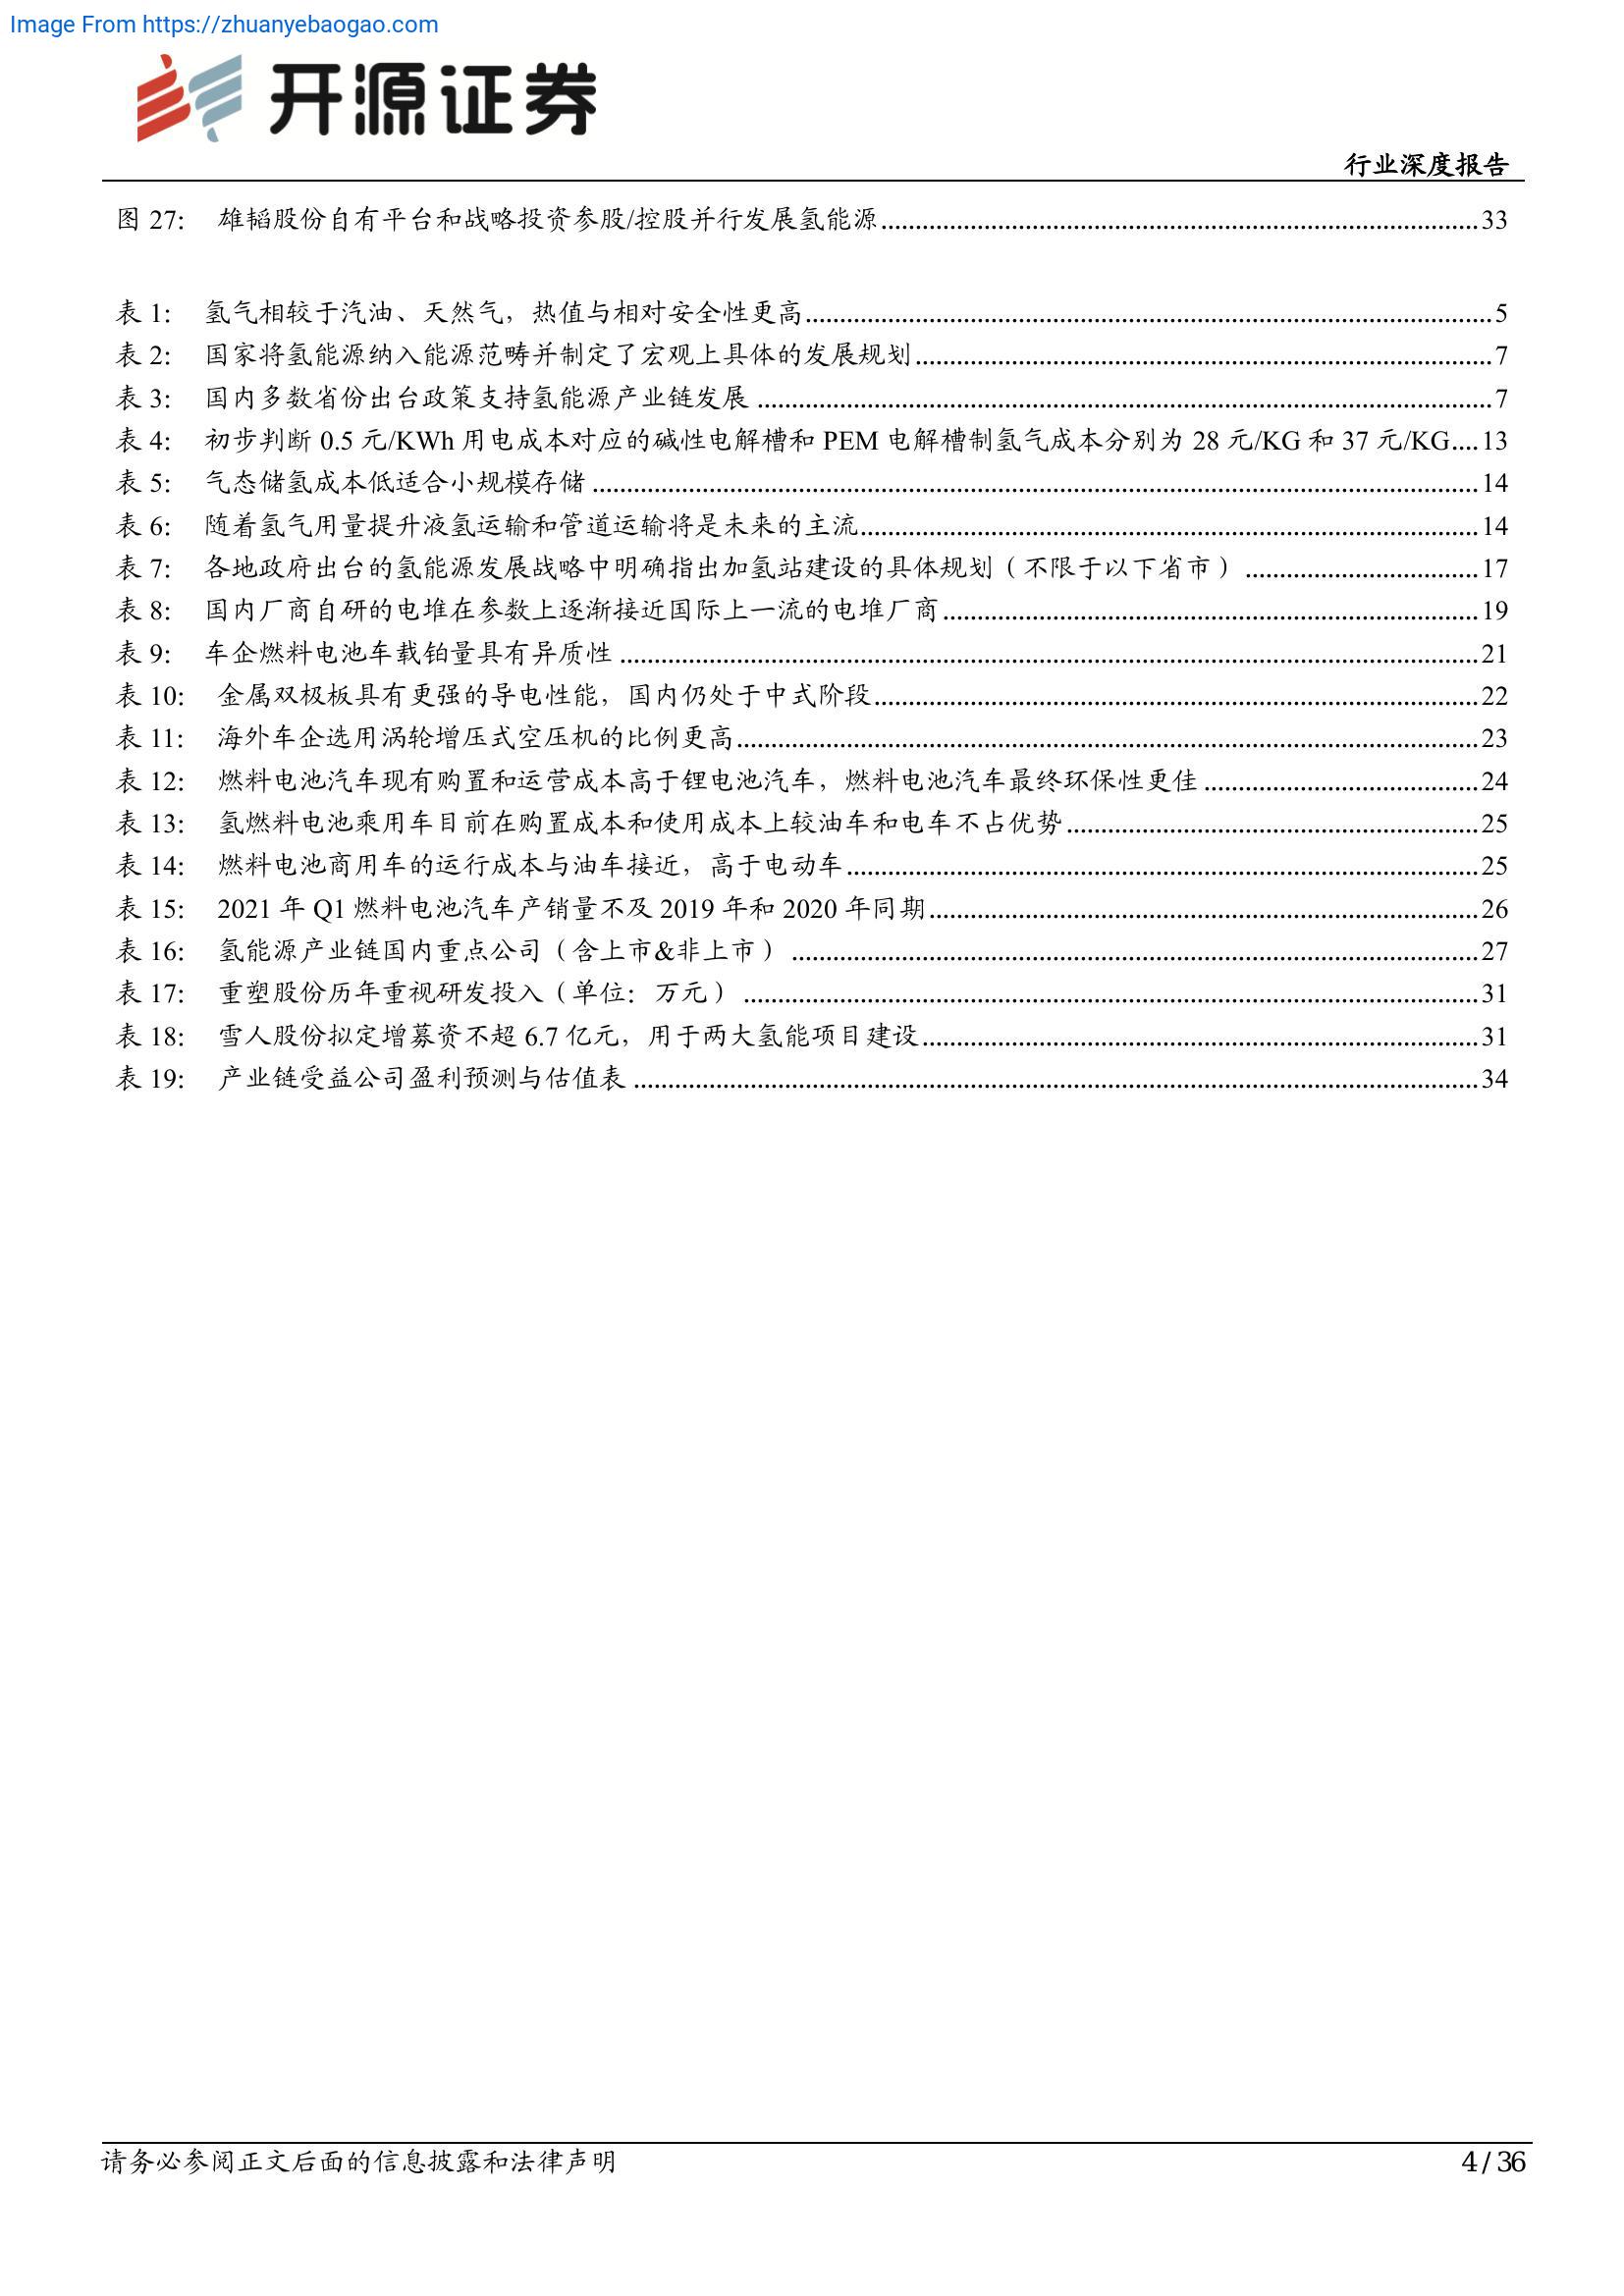 Image From https://zhuanyebaogao.com
开源证券
行业深度报告
图 27： 雄韬股份自有平台和战略投资参股/控股并行发展氢能源 33
表 1： 氢气相较于汽油、天然气，热值与相对安全性更高 5
表 2： 国家将氢能源纳入能源范畴并制定了宏观上具体的发展规划 7
表 3： 国内多数省份出台政策支持氢能源产业链发展 7
表 4： 初步判断 0.5 元/KWh 用电成本对应的碱性电解槽和 PEM 电解槽制氢气成本分别为 28 元/KG 和 37 元/KG 13
表 5： 气态储氢成本低适合小规模存储 14
表 6： 随着氢气用量提升液氢运输和管道运输将是未来的主流 14
表 7： 各地政府出台的氢能源发展战略中明确指出加氢站建设的具体规划（不限于以下省市） 17
表 8： 国内厂商自研的电堆在参数上逐渐接近国际上一流的电堆厂商 19
表 9： 车企燃料电池车载铂量具有异质性 21
表 10： 金属双极板具有更强的导电性能，国内仍处于中式阶段 22
表 11： 海外车企选用涡轮增压式空压机的比例更高 23
表 12： 燃料电池汽车现有购置和运营成本高于锂电池汽车，燃料电池汽车最终环保性更佳 24
表 13： 氢燃料电池乘用车目前在购置成本和使用成本上较油车和电车不占优势 25
表 14： 燃料电池商用车的运行成本与油车接近，高于电动车 25
表 15： 2021 年 Q1 燃料电池汽车产销量不及 2019 年和 2020 年同期 26
表 16： 氢能源产业链国内重点公司（含上市&非上市） 27
表 17： 重塑股份历年重视研发投入（单位：万元） 31
表 18： 雪人股份拟定增募资不超 6.7 亿元，用于两大氢能项目建设 31
表 19： 产业链受益公司盈利预测与估值表 34
请务必参阅正文后面的信息披露和法律声明
4 / 36